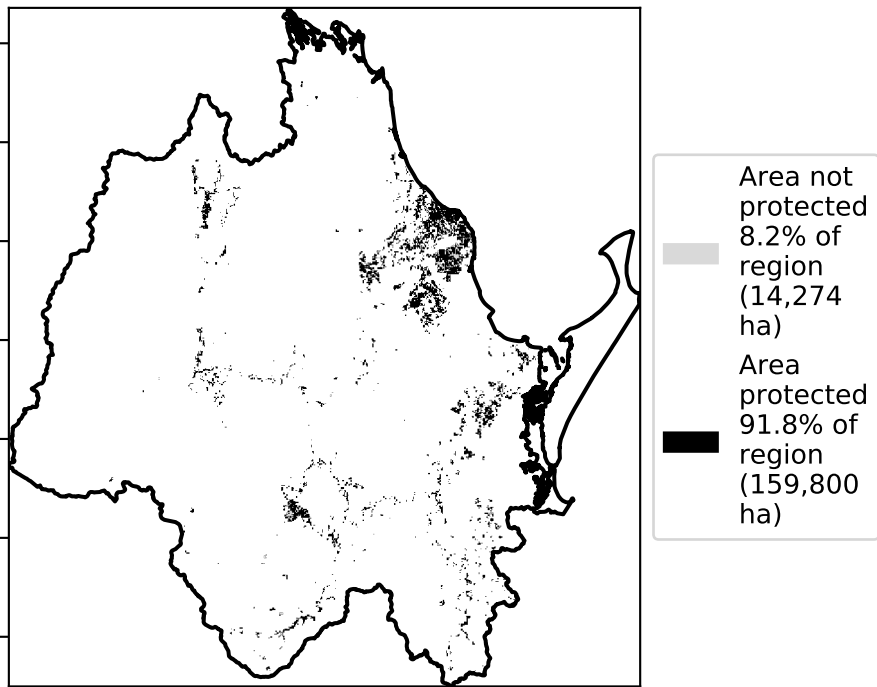 Area not
protected
8.2% of
region
(14,274
ha)
Area
protected
91.8% of
region
(159,800
ha)